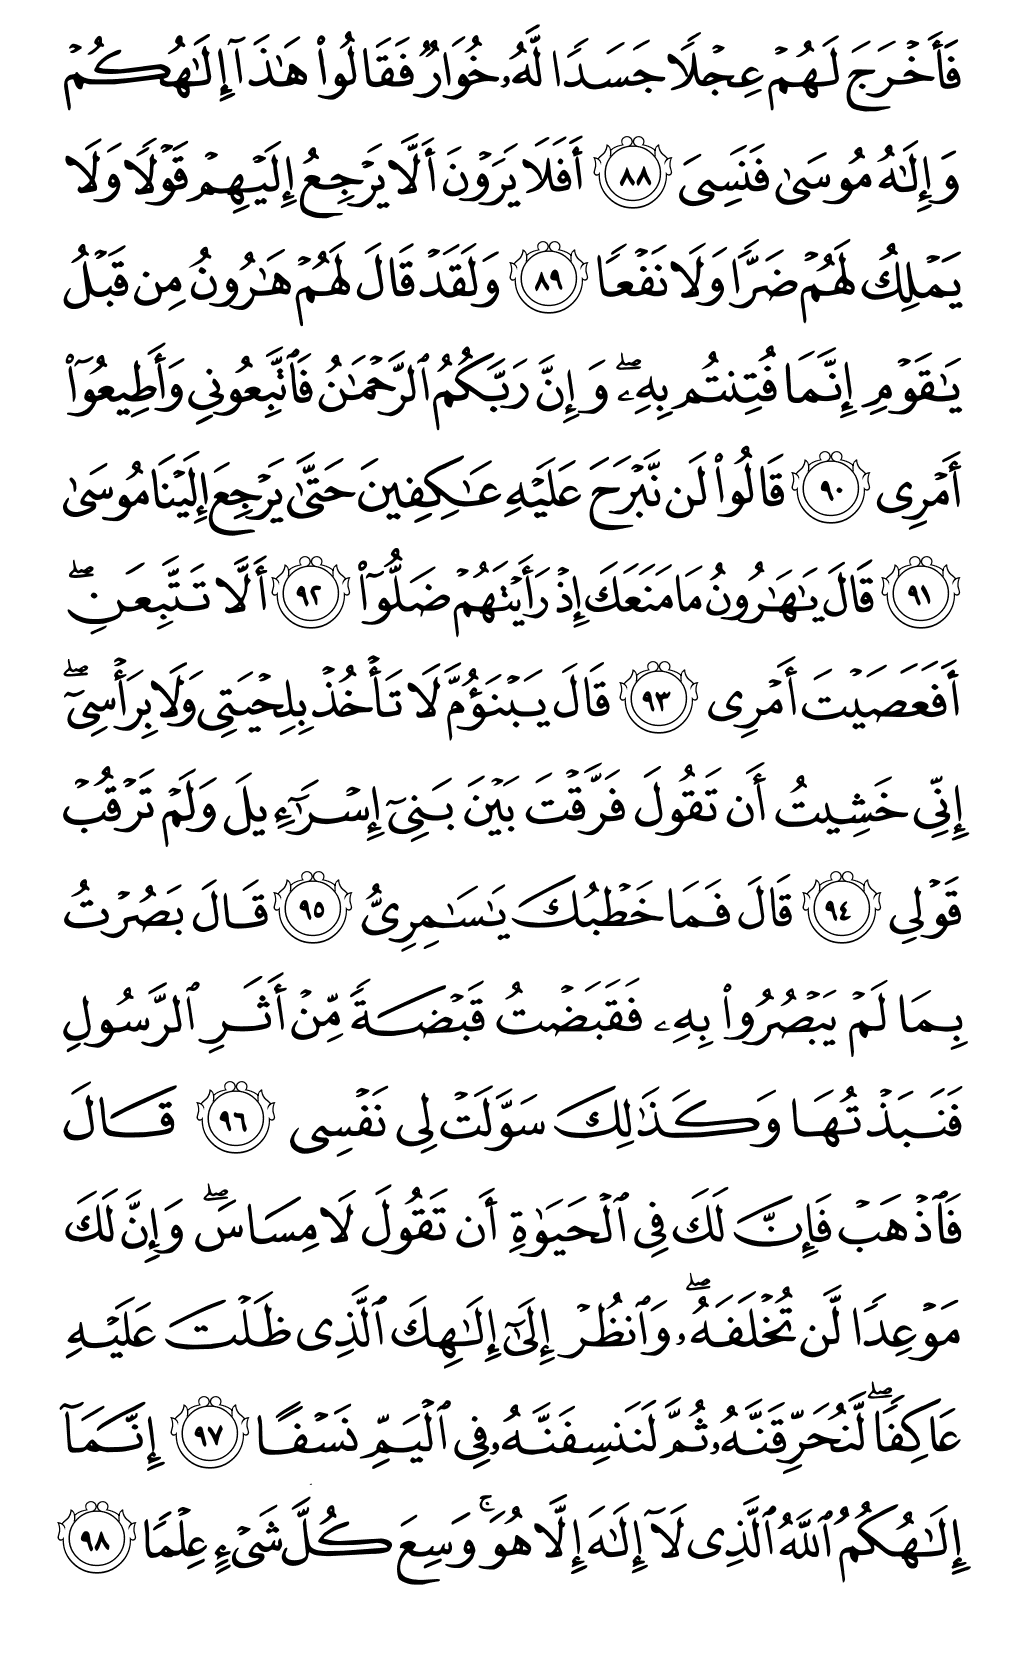 فَأَخْرَجَ لَهُمْ عِجْلًا جَسَدًا لَّهُۥ خُوَارٌ فَقَالُوا۟ هَـٰذَآ إِلَـٰهُكُمْ
وَإِلَـٰهُ مُوسَىٰ فَنَسِىَ ٨٨ أَفَلَا يَرَوْنَ أَلَّا يَرْجِعُ إِلَيْهِمْ قَوْلًا وَلَا
يَمْلِكُ لَهُمْ ضَرًّا وَلَا نَفْعًا ٨٩ وَلَقَدْ قَالَ لَهُمْ هَـٰرُونُ مِن قَبْلُ
يَـٰقَوْمِ إِنَّمَا فُتِنتُم بِهِۦ ۖ وَإِنَّ رَبَّكُمُ ٱلرَّحْمَـٰنُ فَٱتَّبِعُونِى وَأَطِيعُوٓا۟
أَمْرِى ٩٠ قَالُوا۟ لَن نَّبْرَحَ عَلَيْهِ عَـٰكِفِينَ حَتَّىٰ يَرْجِعَ إِلَيْنَا مُوسَىٰ
٩١ قَالَ يَـٰهَـٰرُونُ مَا مَنَعَكَ إِذْ رَأَيْتَهُمْ ضَلُّوٓا۟ ٩٢ أَلَّا تَتَّبِعَنِ ۖ
أَفَعَصَيْتَ أَمْرِى ٩٣ قَالَ يَبْنَؤُمَّ لَا تَأْخُذْ بِلِحْيَتِى وَلَا بِرَأْسِىٓ ۖ
إِنِّى خَشِيتُ أَن تَقُولَ فَرَّقْتَ بَيْنَ بَنِىٓ إِسْرَٰٓءِيلَ وَلَمْ تَرْقُبْ
قَوْلِى ٩٤ قَالَ فَمَا خَطْبُكَ يَـٰسَـٰمِرِىُّ ٩٥ قَالَ بَصُرْتُ
بِمَا لَمْ يَبْصُرُوا۟ بِهِۦ فَقَبَضْتُ قَبْضَةً مِّنْ أَثَرِ ٱلرَّسُولِ
فَنَبَذْتُهَا وَكَذَٰلِكَ سَوَّلَتْ لِى نَفْسِى ٩٦ قَالَ
فَٱذْهَبْ فَإِنَّ لَكَ فِى ٱلْحَيَوٰةِ أَن تَقُولَ لَا مِسَاسَ ۖ وَإِنَّ لَكَ
مَوْعِدًا لَّن تُخْلَفَهُۥ ۖ وَٱنظُرْ إِلَىٰٓ إِلَـٰهِكَ ٱلَّذِى ظَلْتَ عَلَيْهِ
عَاكِفًا ۖ لَّنُحَرِّقَنَّهُۥ ثُمَّ لَنَنسِفَنَّهُۥ فِى ٱلْيَمِّ نَسْفًا ٩٧ إِنَّمَآ
إِلَـٰهُكُمُ ٱللَّهُ ٱلَّذِى لَآ إِلَـٰهَ إِلَّا هُوَ ۚ وَسِعَ كُلَّ شَىْءٍ عِلْمًا ٩٨